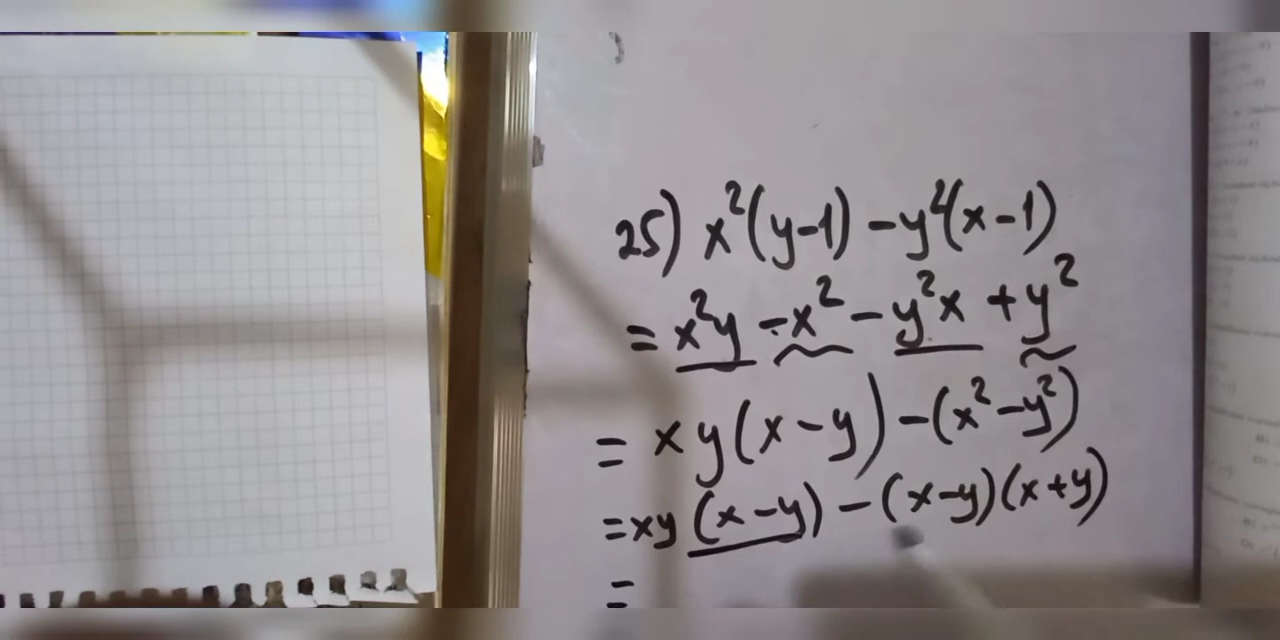 25) x²(y-1) - y²(x-1)
= x²y - x² - y²x + y²
= xy(x-y) - (x²-y²)
= xy (x-y) - (x-y)(x+y)
=